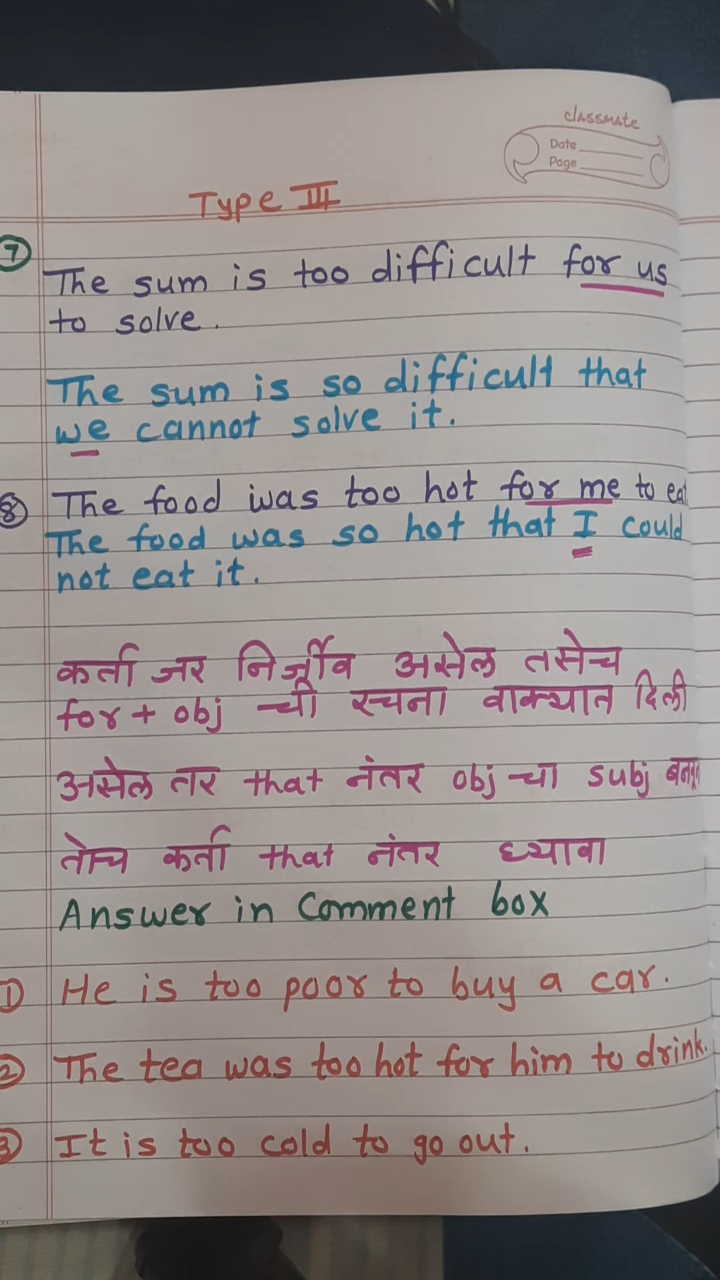 classmate
Date
Page
Type III
7
The sum is too difficult for us
to solve.
The sum is so difficult that
we cannot solve it.
8 The food was too hot for me to eat
The food was so hot that I could
not eat it.
कर्ता जर निर्जीव असेल तसेच
for + obj ची रचना वाक्यात दिली
असेल तर that नंतर obj चा subj
तोच कर्ता that नंतर घ्यावा
Answer in Comment box
1 He is too poor to buy a car.
2 The tea was too hot for him to drink.
3 It is too cold to go out.